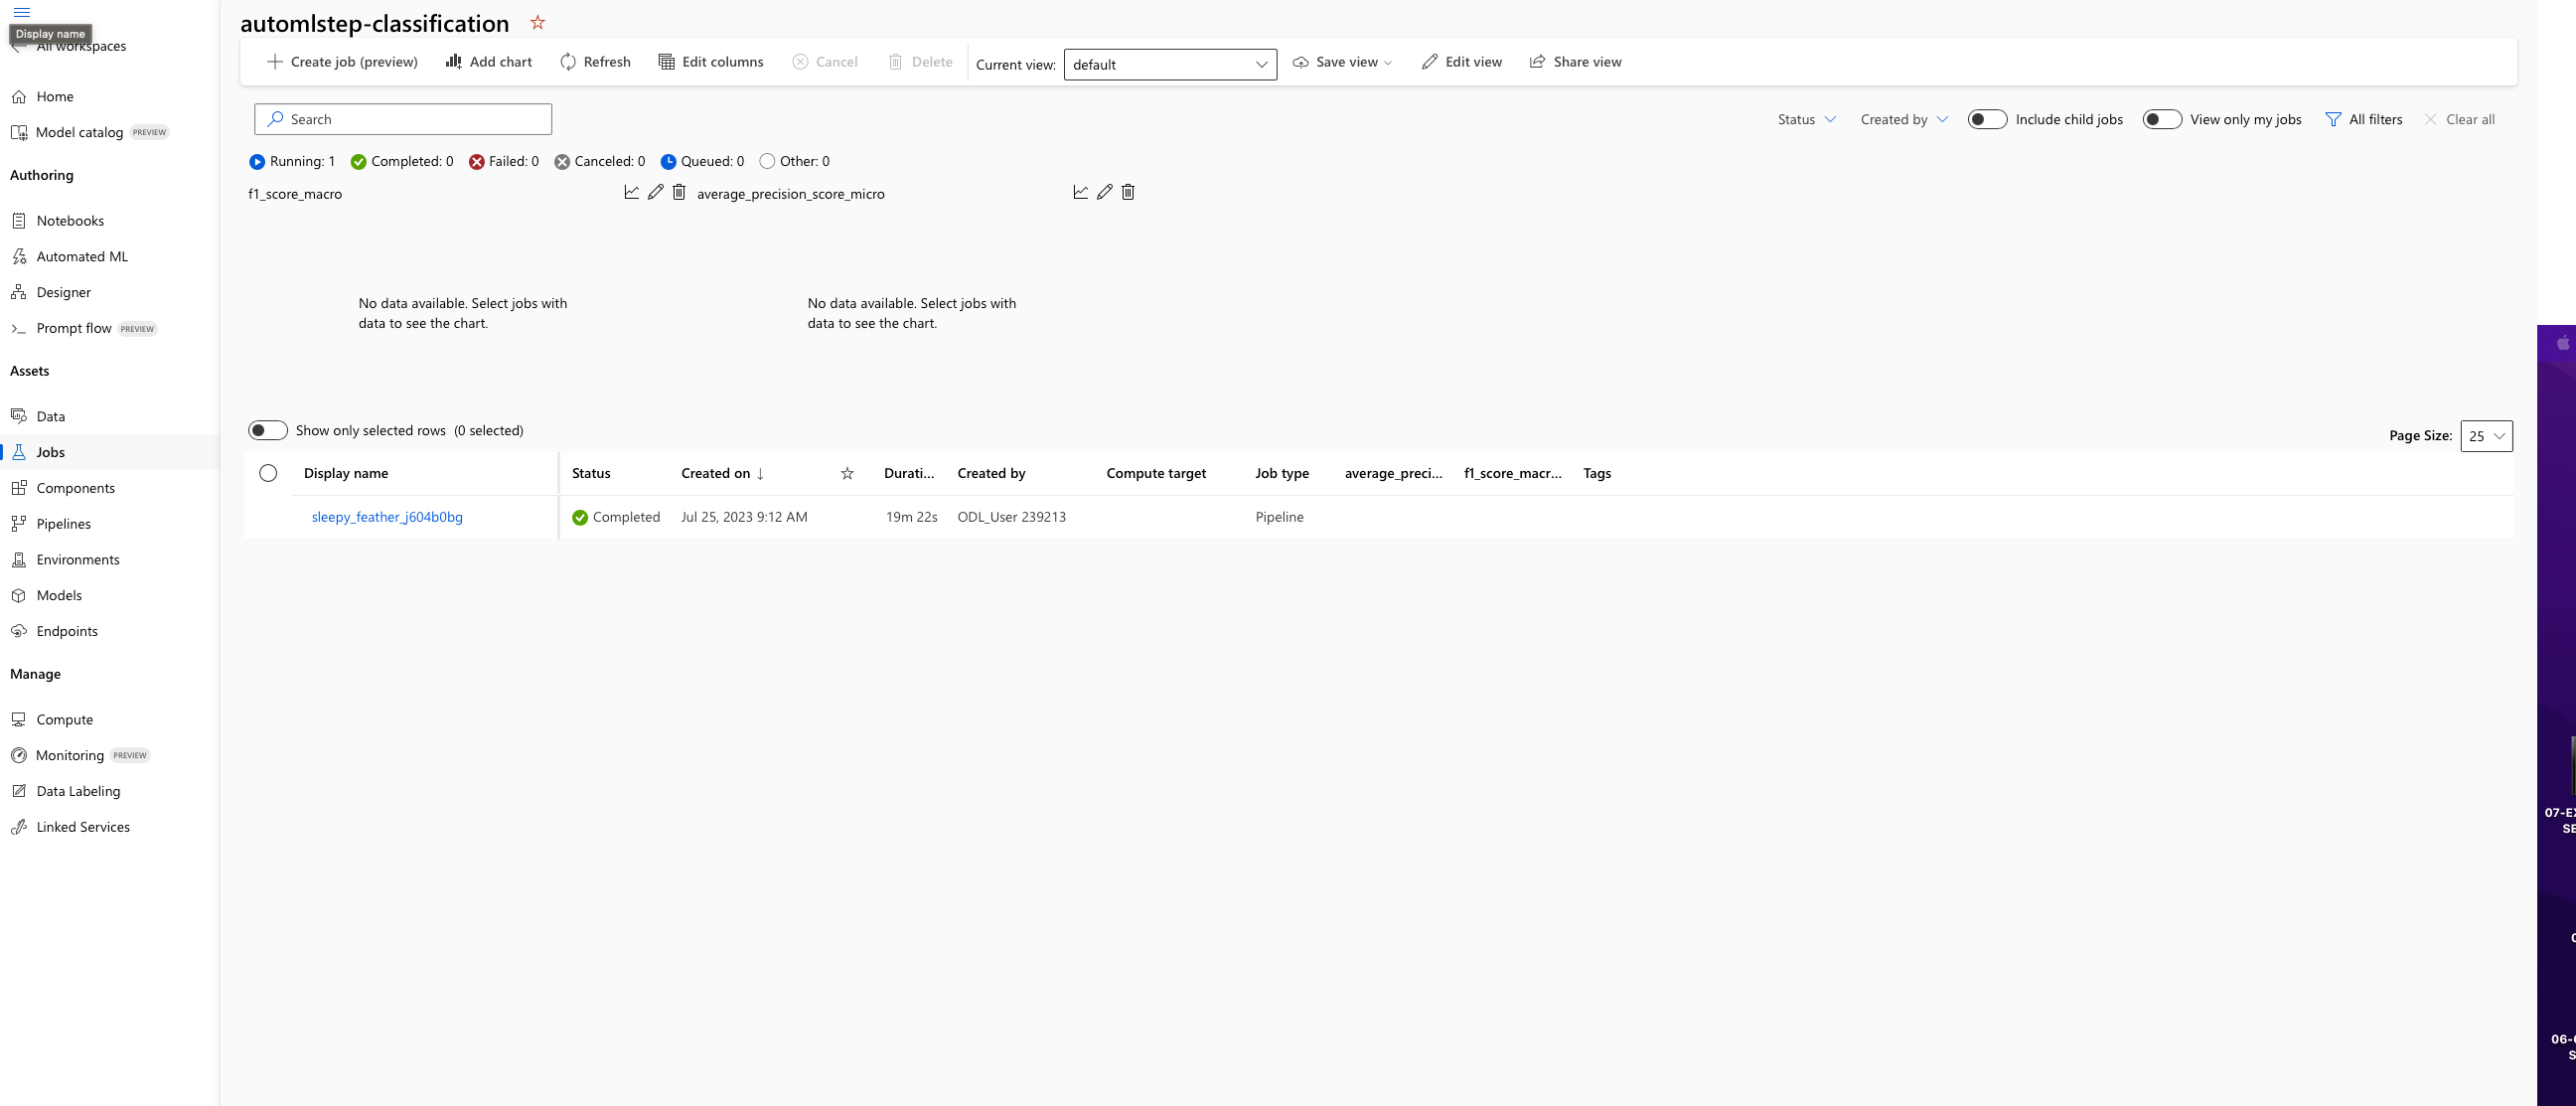 Display name
All workspaces
Home
Model catalog PREVIEW
Authoring
Notebooks
Automated ML
Designer
Prompt flow PREVIEW
Assets
Data
Jobs
Components
Pipelines
Environments
Models
Endpoints
Manage
Compute
Monitoring PREVIEW
Data Labeling
Linked Services
automlstep-classification
Create job (preview) Add chart Refresh Edit columns Cancel Delete Current view: default Save view Edit view Share view
Search Status Created by Include child jobs View only my jobs All filters Clear all
Running: 1 Completed: 0 Failed: 0 Canceled: 0 Queued: 0 Other: 0
f1_score_macro average_precision_score_micro
No data available. Select jobs with
data to see the chart.
No data available. Select jobs with
data to see the chart.
Show only selected rows (0 selected) Page Size: 25
Display name Status Created on ↓ Durati... Created by Compute target Job type average_preci... f1_score_macr... Tags
sleepy_feather_j604b0bg Completed Jul 25, 2023 9:12 AM 19m 22s ODL_User 239213 Pipeline